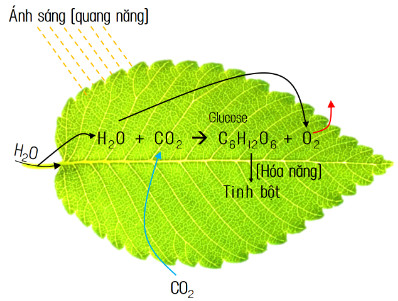 Ánh sáng [quang năng]
Glucose
H₂O + CO₂ → C₆H₁₂O₆ + O₂
H₂O
[Hóa năng]
Tinh bột
CO₂